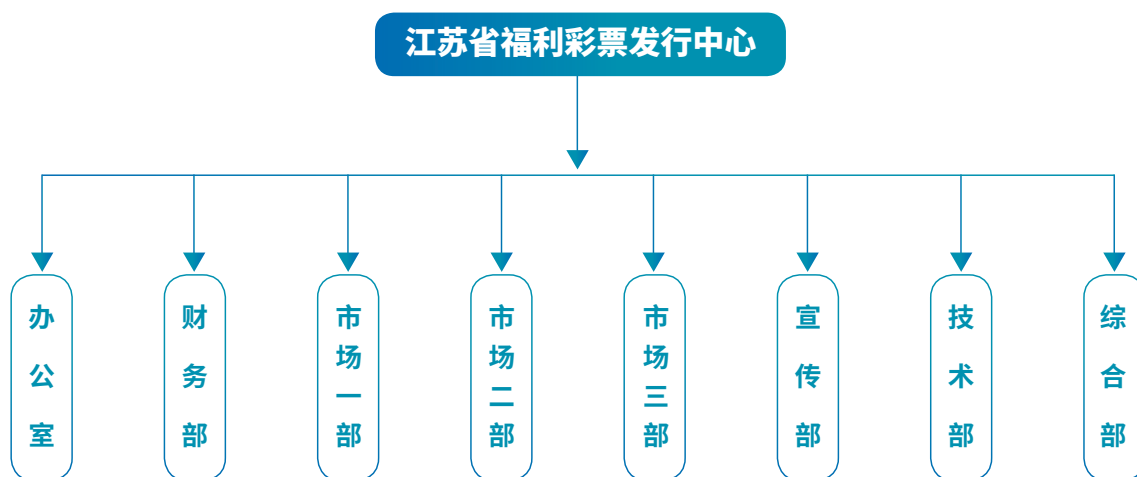 江苏省福利彩票发行中心
办公室
财务部
市场一部
市场二部
市场三部
宣传部
技术部
综合部